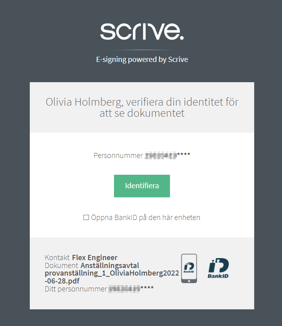 scrive.
E-signing powered by Scrive
Olivia Holmberg, verifiera din identitet för
att se dokumentet
Personnummer ****
Identifiera
Öppna BankID på den här enheten
Kontakt Flex Engineer
Dokument Anställningsavtal
provanställning_1_OliviaHolmberg2022
-06-28.pdf
Ditt personnummer ****
BankID